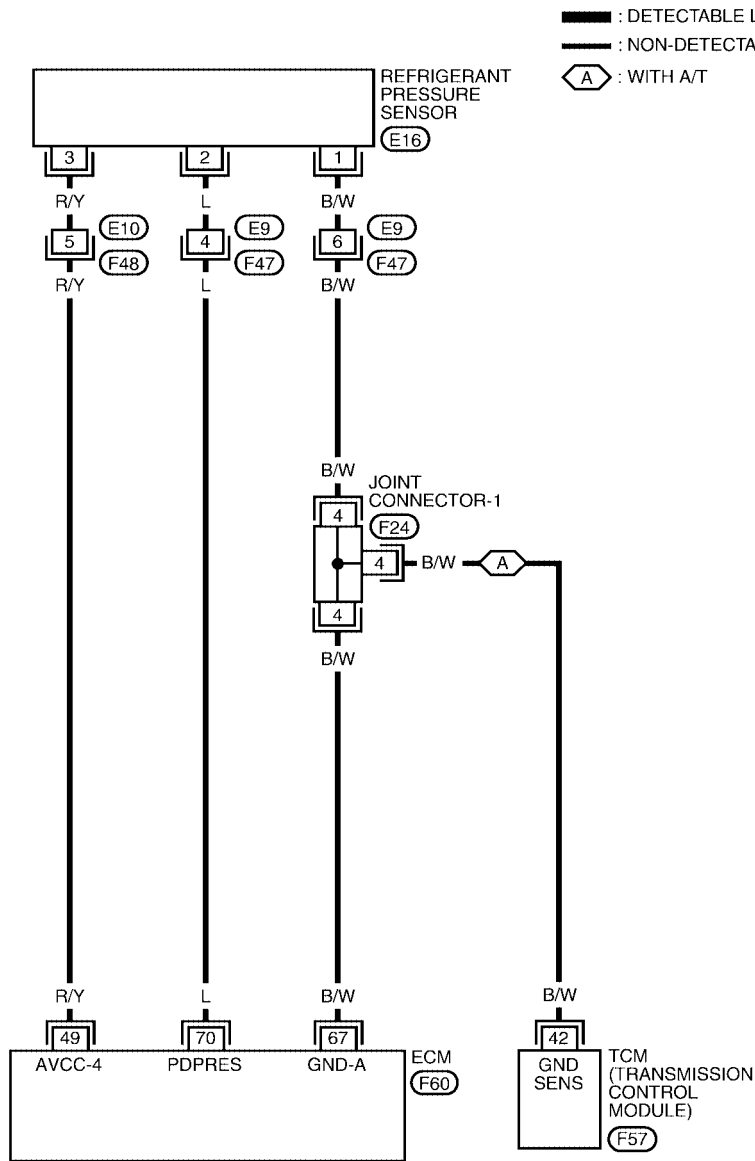 : DETECTABLE L
: NON-DETECTA
A : WITH A/T
REFRIGERANT
PRESSURE
SENSOR
E16
3 2 1
R/Y L B/W
5 E10 4 E9 6 E9
F48 F47 F47
R/Y L B/W
B/W
JOINT
CONNECTOR-1
4
F24
4 B/W A
4
B/W
R/Y L B/W B/W
49 70 67 42
AVCC-4 PDPRES GND-A
ECM
F60
GND
SENS
TCM
(TRANSMISSION
CONTROL
MODULE)
F57